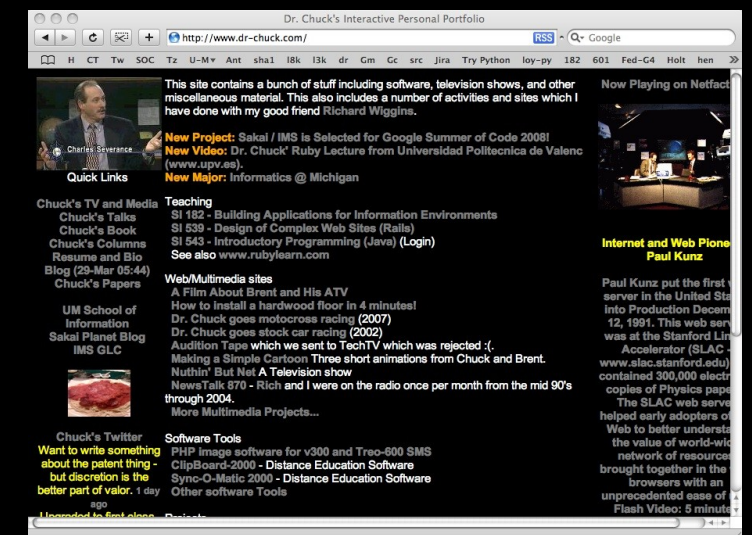 Dr. Chuck's Interactive Personal Portfolio
http://www.dr-chuck.com/
RSS
Google
H CT Tw SOC Tz U-M▾ Ant sha1 l8k l3k dr Gm Gc src Jira Try Python loy-py 182 601 Fed-G4 Holt hen
Charles Severance
Quick Links
Chuck's TV and Media
Chuck's Talks
Chuck's Book
Chuck's Columns
Resume and Bio
Blog (29-Mar 05:44)
Chuck's Papers
UM School of
Information
Sakai Planet Blog
IMS GLC
Chuck's Twitter
Want to write something
about the patent thing -
but discretion is the
better part of valor. 1 day
ago
Upgraded to first class
This site contains a bunch of stuff including software, television shows, and other
miscellaneous material. This also includes a number of activities and sites which I
have done with my good friend Richard Wiggins.
New Project: Sakai / IMS is Selected for Google Summer of Code 2008!
New Video: Dr. Chuck' Ruby Lecture from Universidad Politecnica de Valenc
(www.upv.es).
New Major: Informatics @ Michigan
Teaching
SI 182 - Building Applications for Information Environments
SI 539 - Design of Complex Web Sites (Rails)
SI 543 - Introductory Programming (Java) (Login)
See also www.rubylearn.com
Web/Multimedia sites
A Film About Brent and His ATV
How to install a hardwood floor in 4 minutes!
Dr. Chuck goes motocross racing (2007)
Dr. Chuck goes stock car racing (2002)
Audition Tape which we sent to TechTV which was rejected :(.
Making a Simple Cartoon Three short animations from Chuck and Brent.
Nuthin' But Net A Television show
NewsTalk 870 - Rich and I were on the radio once per month from the mid 90's
through 2004.
More Multimedia Projects...
Software Tools
PHP image software for v300 and Treo-600 SMS
ClipBoard-2000 - Distance Education Software
Sync-O-Matic 2000 - Distance Education Software
Other software Tools
Projects
Now Playing on Netfact
Internet and Web Pione
Paul Kunz
Paul Kunz put the first
server in the United Sta
into Production Decem
12, 1991. This web serv
was at the Stanford Lin
Accelerator (SLAC -
www.slac.stanford.edu)
contained 300,000 electr
copies of Physics pape
The SLAC web serve
helped early adopters of
Web to better understa
the value of world-wid
network of resources
brought together in the
browsers with an
unprecedented ease of
Flash Video: 5 minute